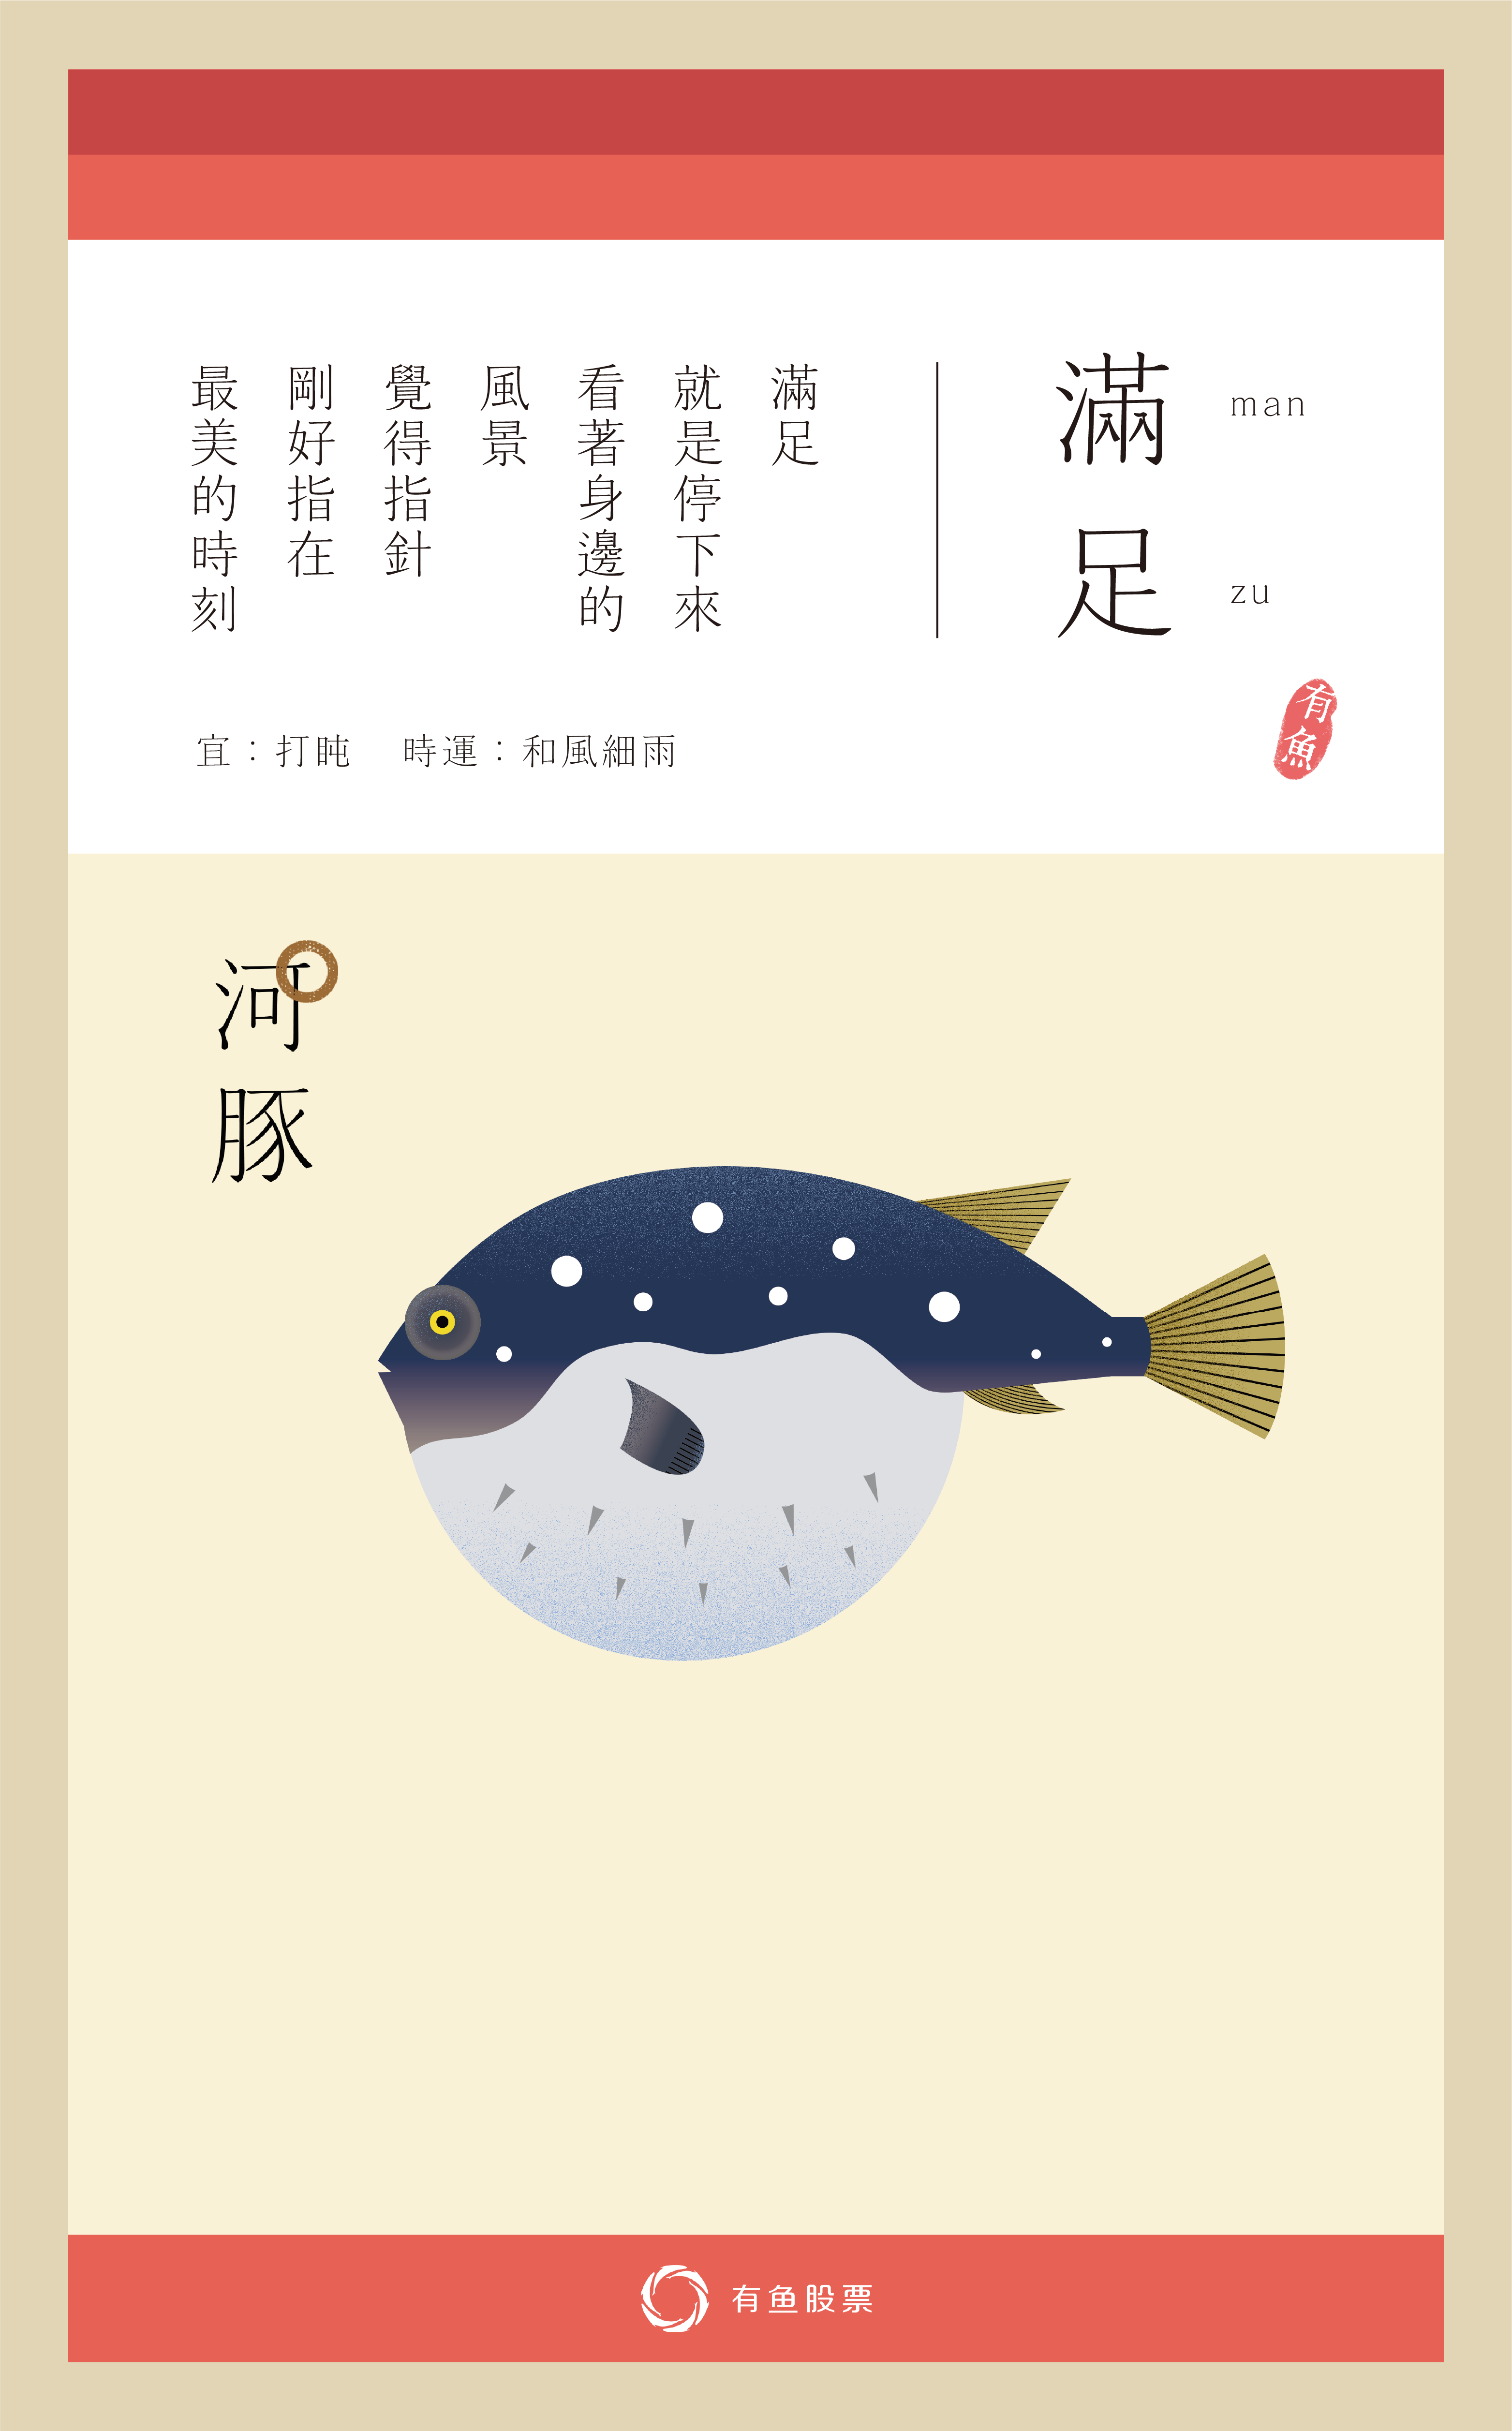 滿足
man
zu
滿足
就是停下來
看著身邊的
風景
覺得指針
剛好指在
最美的時刻
宜：打盹　時運：和風細雨
有魚
河豚
有鱼股票